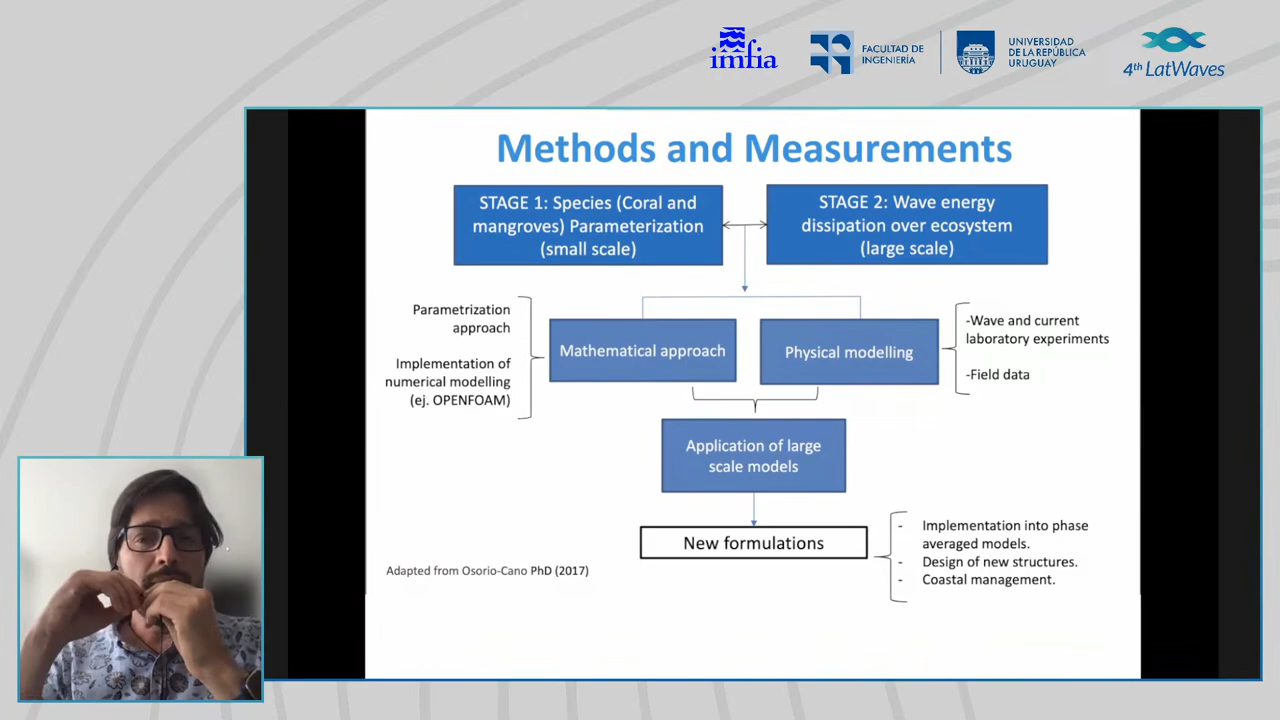 imfia
FACULTAD DE
INGENIERÍA
UNIVERSIDAD
DE LA REPÚBLICA
URUGUAY
4th LatWaves
Methods and Measurements
STAGE 1: Species (Coral and
mangroves) Parameterization
(small scale)
STAGE 2: Wave energy
dissipation over ecosystem
(large scale)
Parametrization
approach
Implementation of
numerical modelling
(ej. OPENFOAM)
Mathematical approach
Physical modelling
-Wave and current
laboratory experiments
-Field data
Application of large
scale models
New formulations
- Implementation into phase
averaged models.
- Design of new structures.
- Coastal management.
Adapted from Osorio-Cano PhD (2017)